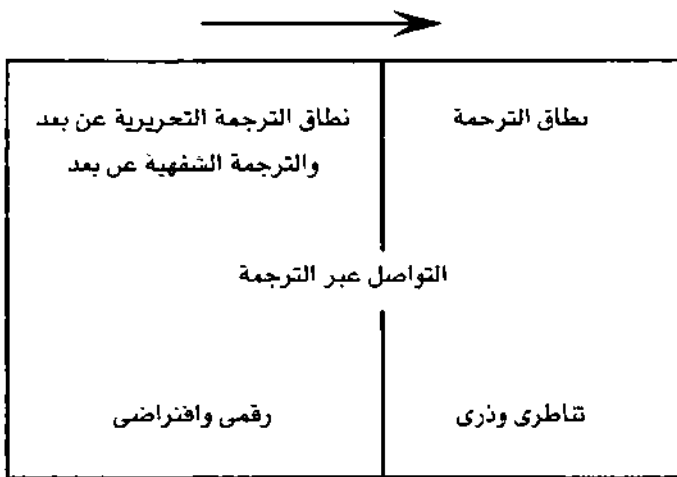 نطاق الترجمة
نطاق الترجمة التحريرية عن بعد
والترجمة الشفهية عن بعد
التواصل عبر الترجمة
تناظرى وذرى
رقمى وافتراضى